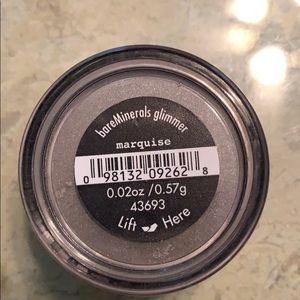 bareMinerals glimmer
marquise
0 98132 09262 8
0.02oz /0.57g
43693
Lift Here